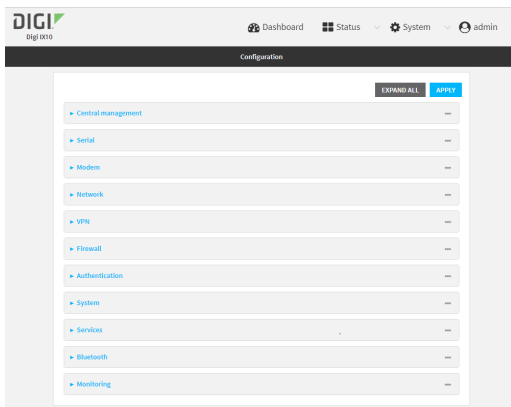 DIGI
Digi IX10
Dashboard Status System admin
Configuration
EXPAND ALL APPLY
Central management
Serial
Modem
Network
VPN
Firewall
Authentication
System
Services
Bluetooth
Monitoring